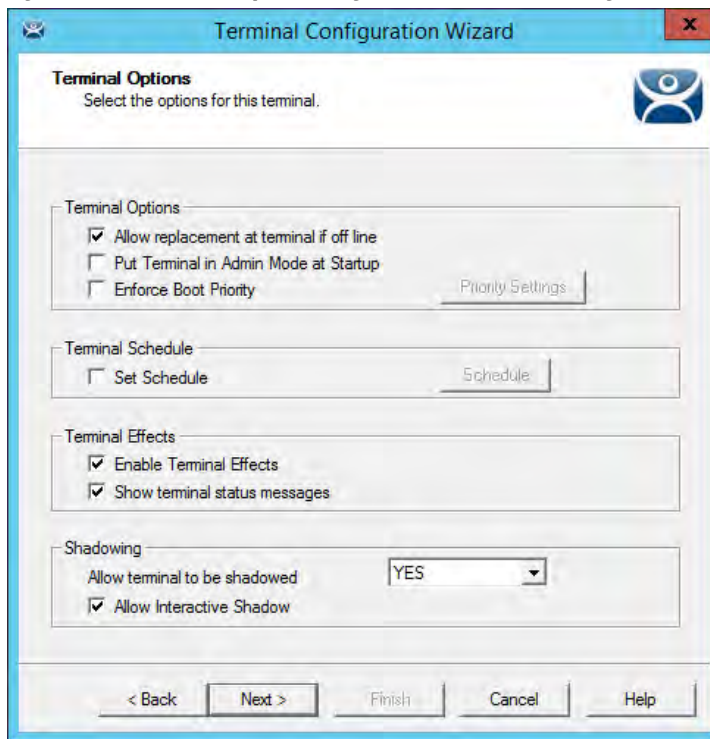 Terminal Configuration Wizard
x
Terminal Options
Select the options for this terminal.
Terminal Options
Allow replacement at terminal if off line
Put Terminal in Admin Mode at Startup
Enforce Boot Priority
Priority Settings
Terminal Schedule
Set Schedule
Schedule
Terminal Effects
Enable Terminal Effects
Show terminal status messages
Shadowing
Allow terminal to be shadowed
YES
Allow Interactive Shadow
< Back
Next >
Finish
Cancel
Help